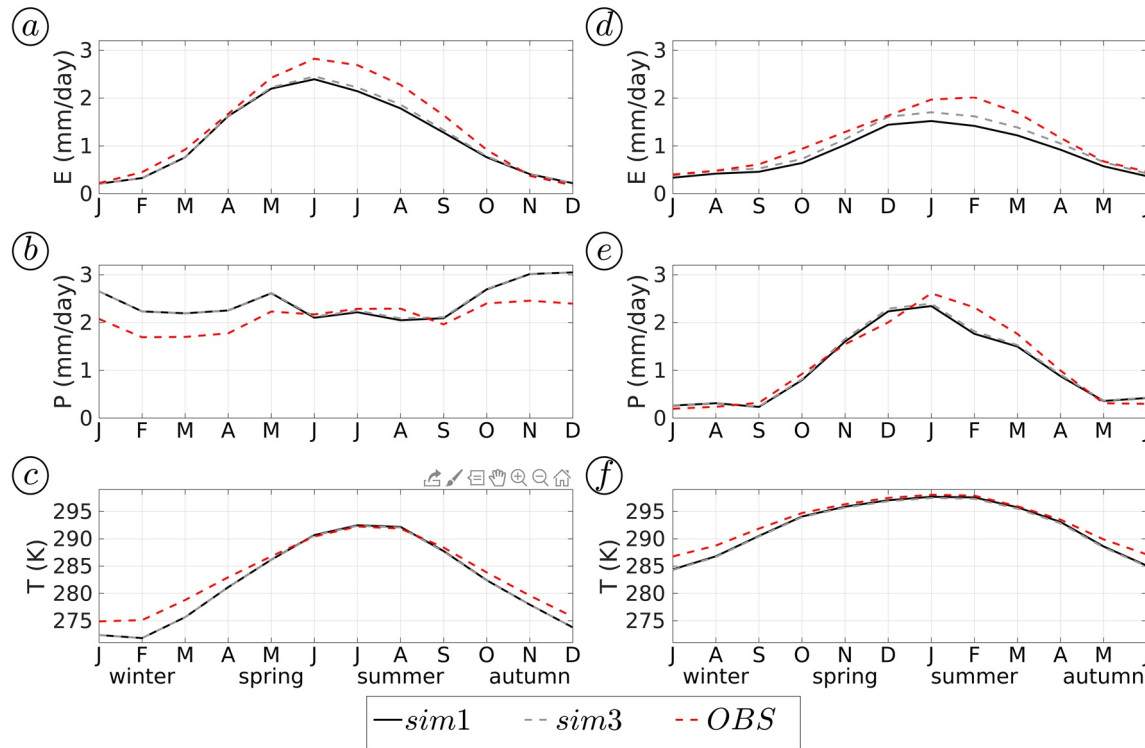 a
E (mm/day)
3
2
1
0
J F M A M J J A S O N D
d
E (mm/day)
3
2
1
0
J A S O N D J F M A M J
b
P (mm/day)
3
2
1
0
J F M A M J J A S O N D
e
P (mm/day)
3
2
1
0
J A S O N D J F M A M J
c
T (K)
295
290
285
280
275
J F M A M J J A S O N D
winter spring summer autumn
f
T (K)
295
290
285
280
275
J A S O N D J F M A M J
winter spring summer autumn
sim1 sim3 OBS